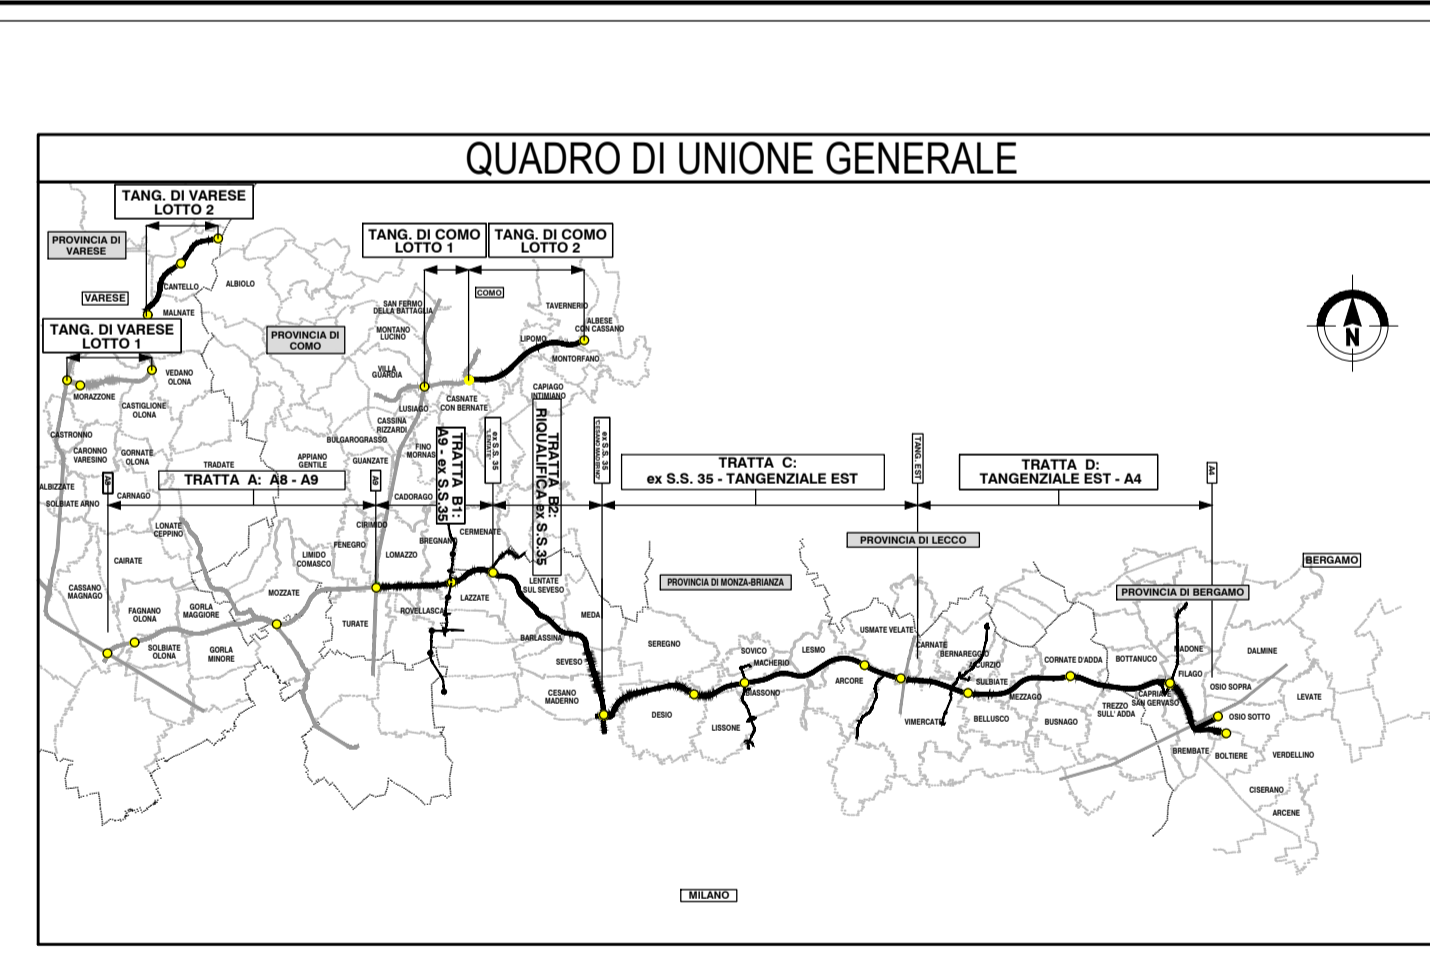 QUADRO DI UNIONE GENERALE
TANG. DI VARESE
LOTTO 2
PROVINCIA DI
VARESE
CANTELLO
ALBIOLO
VARESE
MALNATE
TANG. DI VARESE
LOTTO 1
VEDANO
OLONA
MORAZZONE
CASTIGLIONE
OLONA
TANG. DI COMO
LOTTO 1
TANG. DI COMO
LOTTO 2
COMO
SAN FERMO
DELLA BATTAGLIA
TAVERNERIO
ALBESE
CON CASSANO
MONTANO
LUCINO
LIPOMO
MONTORFANO
PROVINCIA DI
COMO
VILLA
GUARDIA
CAPIAGO
INTIMIANO
LUSIAGO
CASNATE
CON BERNATE
CASSINA
RIZZARDI
BULGAROGRASSO
FINO
MORNAS
CASTRONNO
CARONNO
VARESINO
GORNATE
OLONA
TRADATE
APPIANO
GENTILE
GUANZATE
ALBIZZATE
SOLBIATE ARNO
CARNAGO
CADORAGO
A8
TRATTA A: A8 - A9
A9
TRATTA B1:
A9 - ex S.S.35
ex S.S. 35
TRATTA B2:
RIQUALIFICA ex S.S.35
ex S.S. 35
TRATTA C:
ex S.S. 35 - TANGENZIALE EST
TANG. EST
TRATTA D:
TANGENZIALE EST - A4
A4
LONATE
CEPPINO
CIRIMIDO
FENEGRO
CERMENATE
BREGNAN
LOMAZZO
LIMIDO
COMASCO
CAIRATE
CASSANO
MAGNAGO
MOZZATE
FAGNANO
OLONA
GORLA
MAGGIORE
SOLBIATE
OLONA
GORLA
MINORE
TURATE
ROVELLASCA
LAZZATE
LENTATE
SUL SEVESO
MEDA
BARLASSINA
SEVESO
CESANO
MADERNO
PROVINCIA DI LECCO
PROVINCIA DI MONZA-BRIANZA
BERGAMO
PROVINCIA DI BERGAMO
SEREGNO
SOVICO
MACHERIO
LESMO
USMATE VELATE
CARNATE
BERNAREGGIO
ARCORE
BIASSONO
DESIO
LISSONE
SULBIATE
MEZZAGO
VIMERCATE
BELLUSCO
CORNATE D'ADDA
BUSNAGO
BOTTANUCO
TREZZO
SULL' ADDA
CAPRIATE
SAN GERVASO
MADONE
FILAGO
DALMINE
OSIO SOPRA
OSIO SOTTO
LEVATE
BREMBATE
BOLTIERE
VERDELLINO
CISERANO
ARCENE
N
MILANO